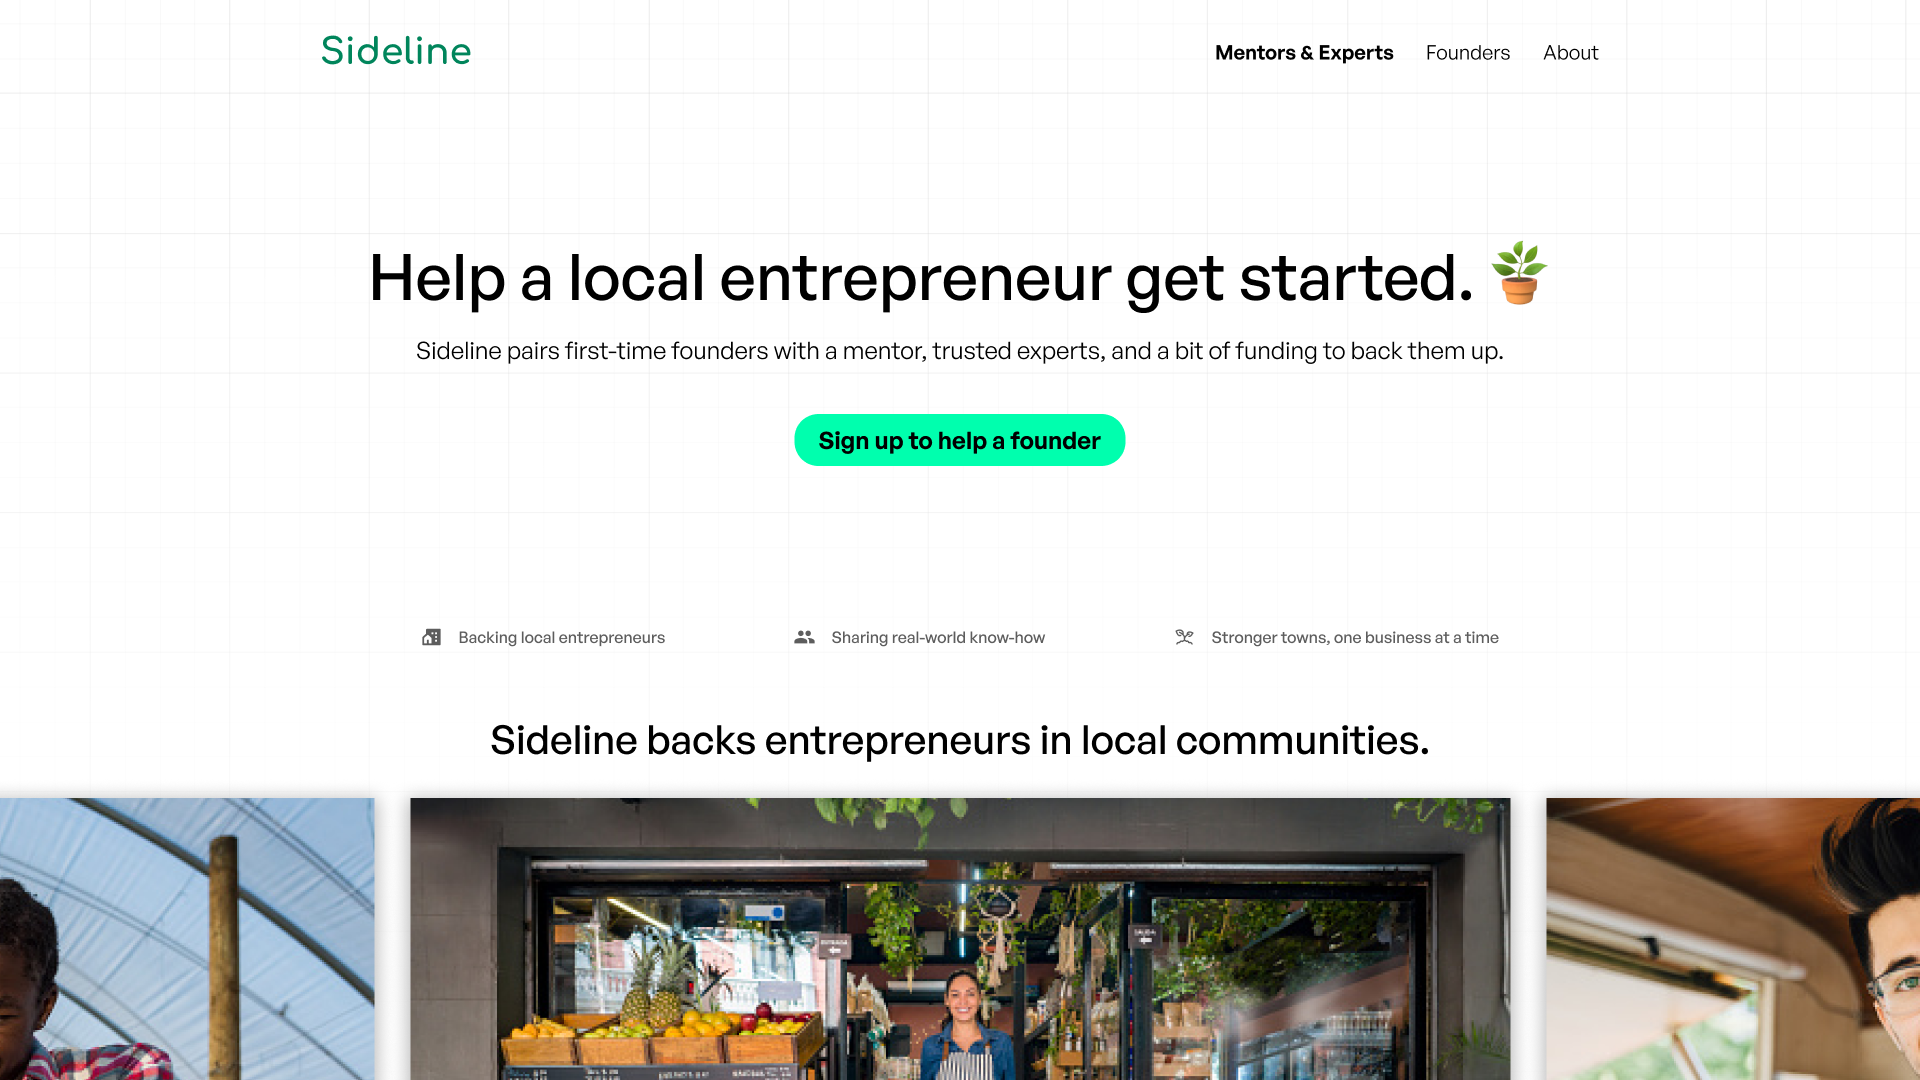 Sideline
Mentors & Experts
Founders
About
Help a local entrepreneur get started.
Sideline pairs first-time founders with a mentor, trusted experts, and a bit of funding to back them up.
Sign up to help a founder
Backing local entrepreneurs
Sharing real-world know-how
Stronger towns, one business at a time
Sideline backs entrepreneurs in local communities.